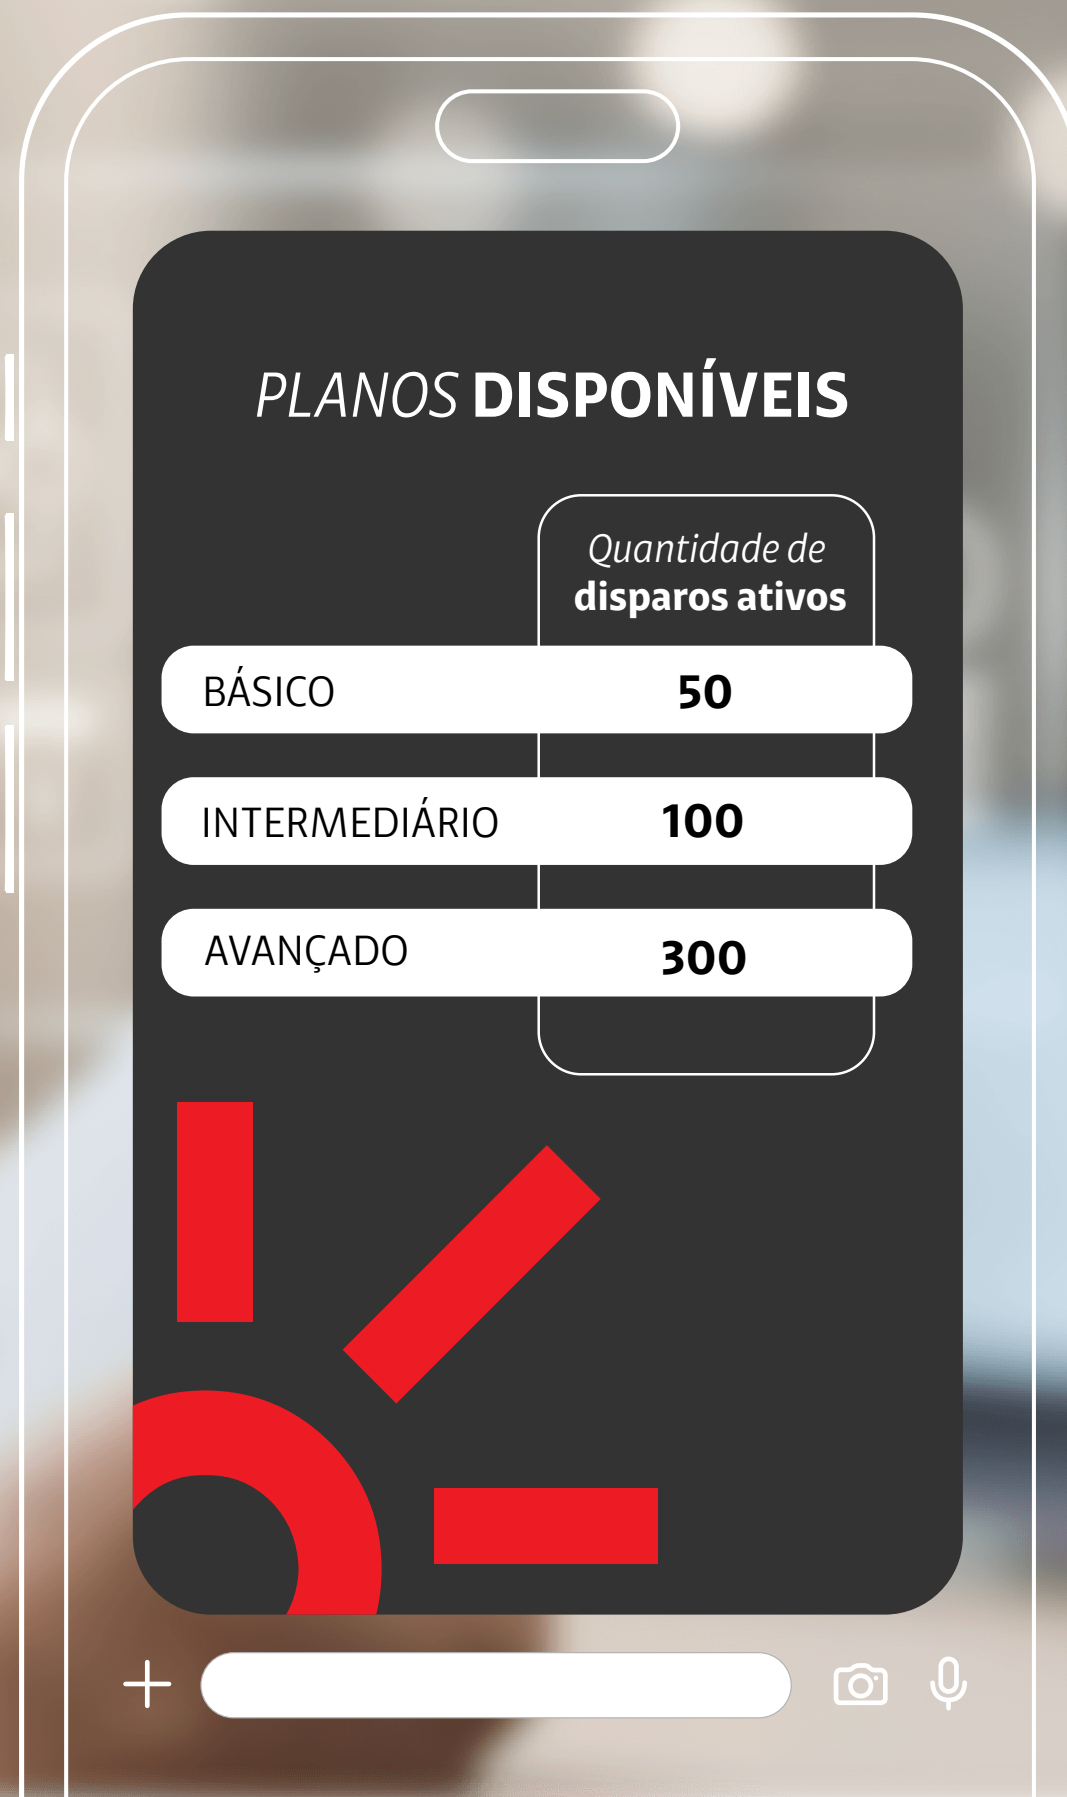 PLANOS DISPONÍVEIS
Quantidade de
disparos ativos
BÁSICO 50
INTERMEDIÁRIO 100
AVANÇADO 300